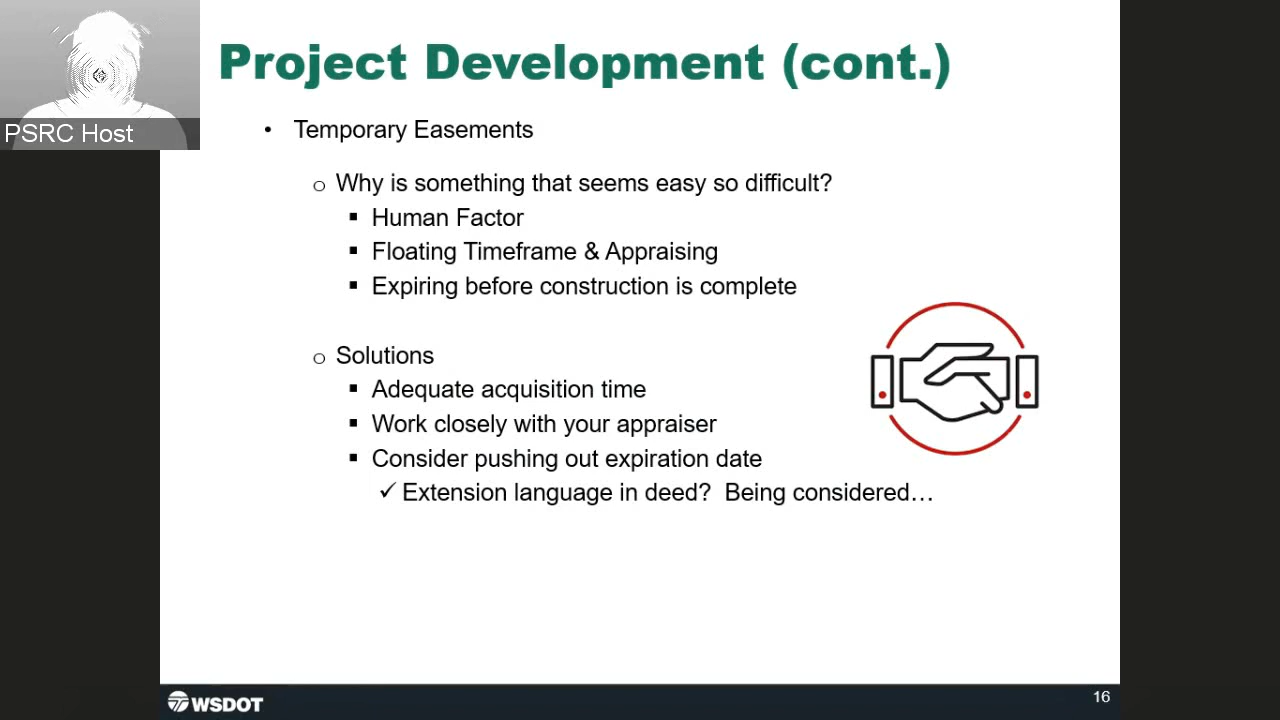 Project Development (cont.)
PSRC Host
• Temporary Easements
o Why is something that seems easy so difficult?
▪ Human Factor
▪ Floating Timeframe & Appraising
▪ Expiring before construction is complete
o Solutions
▪ Adequate acquisition time
▪ Work closely with your appraiser
▪ Consider pushing out expiration date
✓ Extension language in deed? Being considered…
WSDOT
16